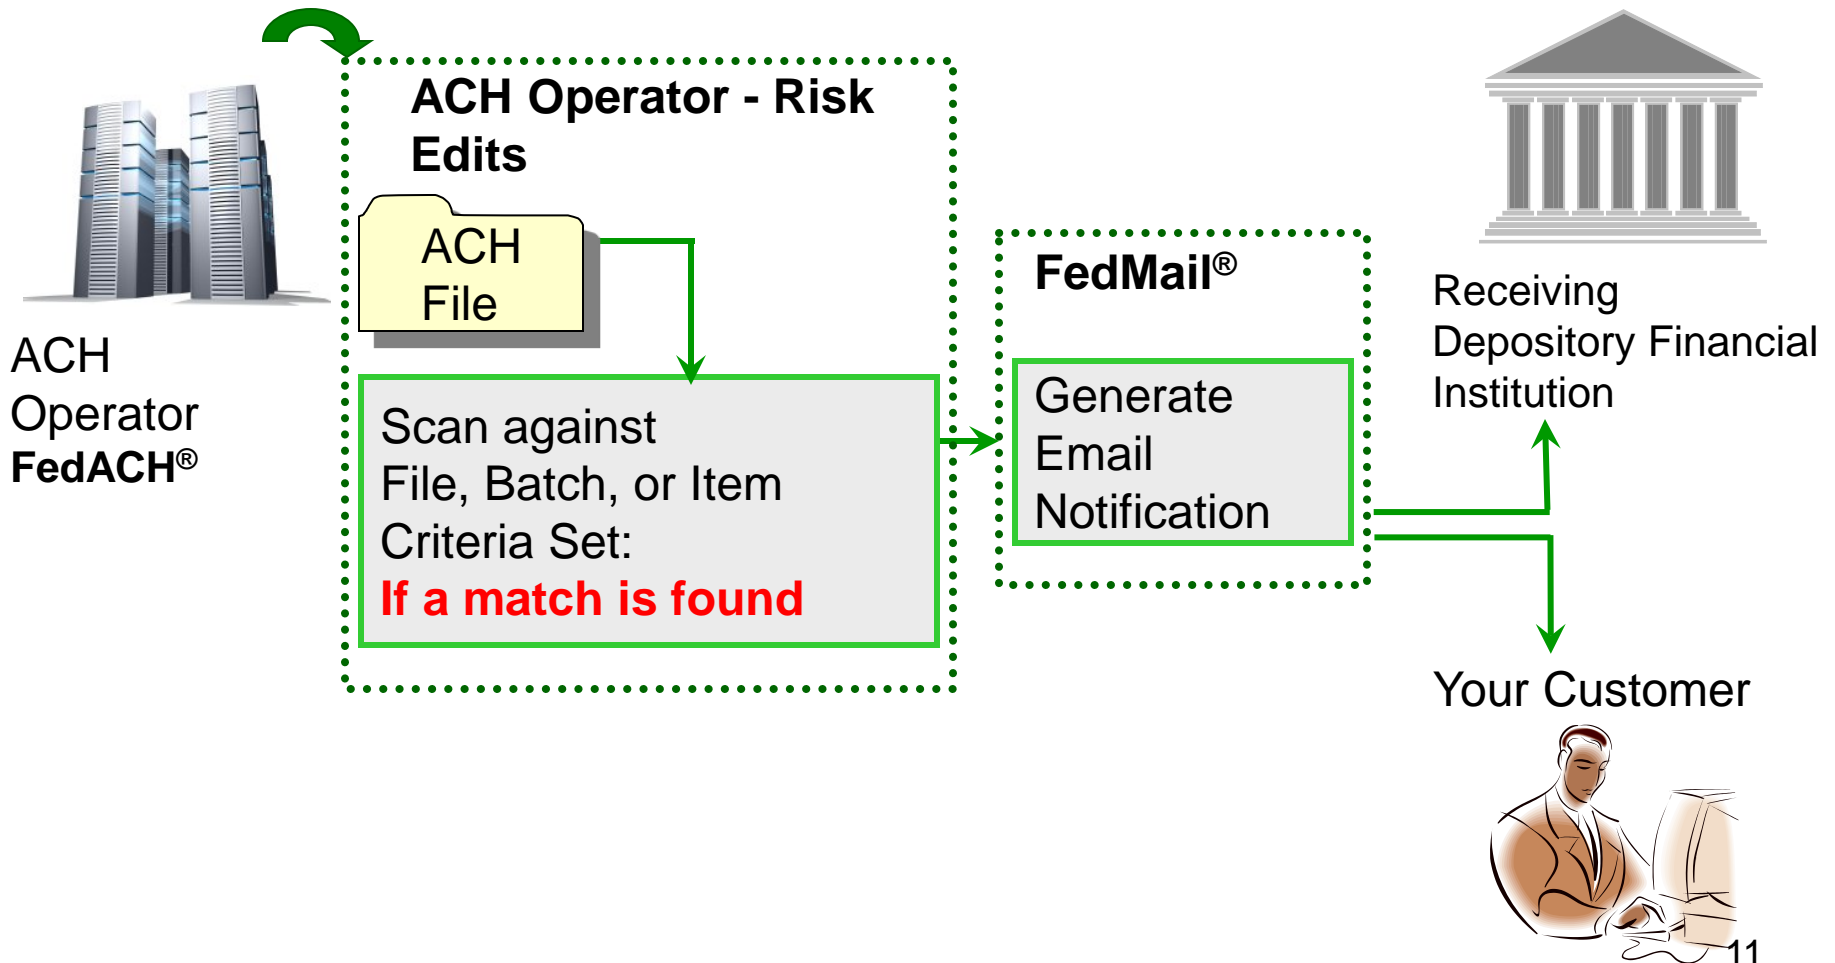 ACH
Operator
FedACH®
ACH Operator - Risk
Edits
ACH
File
Scan against
File, Batch, or Item
Criteria Set:
If a match is found
FedMail®
Generate
Email
Notification
Receiving
Depository Financial
Institution
Your Customer
11